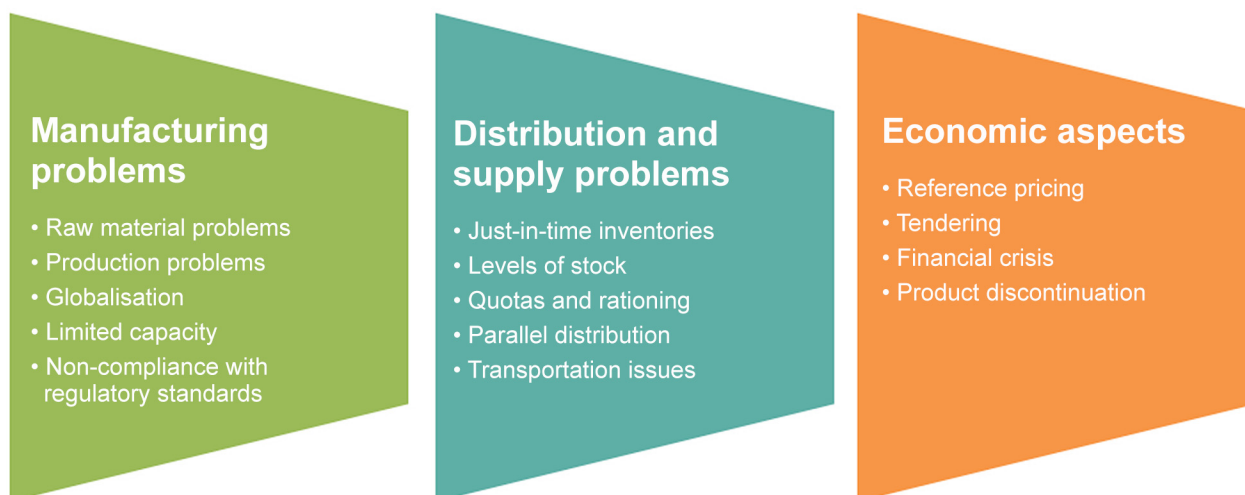 Manufacturing
problems
• Raw material problems
• Production problems
• Globalisation
• Limited capacity
• Non-compliance with
regulatory standards
Distribution and
supply problems
• Just-in-time inventories
• Levels of stock
• Quotas and rationing
• Parallel distribution
• Transportation issues
Economic aspects
• Reference pricing
• Tendering
• Financial crisis
• Product discontinuation